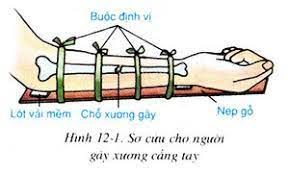 Buộc định vị
Lót vải mềm
Chỗ xương gãy
Nẹp gỗ
Hình 12-1. Sơ cứu cho người
gãy xương cẳng tay